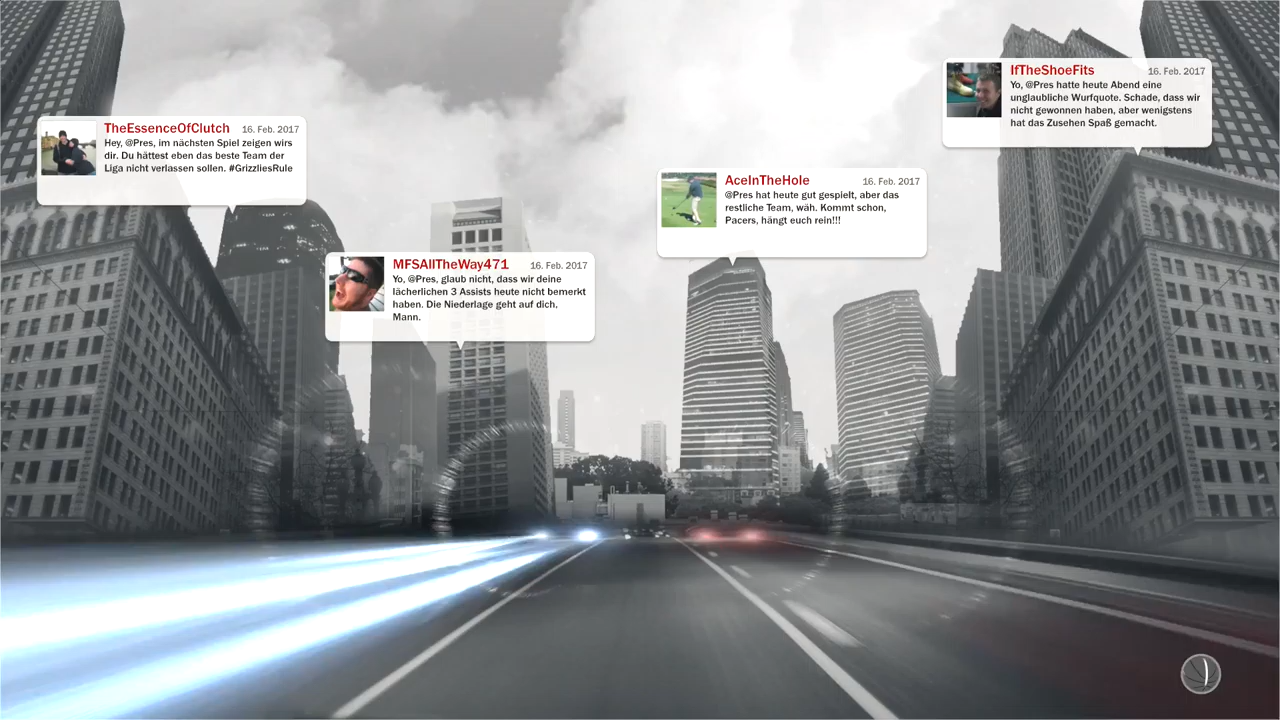 TheEssenceOfClutch 16. Feb. 2017
Hey, @Pres, im nächsten Spiel zeigen wirs
dir. Du hättest eben das beste Team der
Liga nicht verlassen sollen. #GrizzliesRule
MFSAllTheWay471 16. Feb. 2017
Yo, @Pres, glaub nicht, dass wir deine
lächerlichen 3 Assists heute nicht bemerkt
haben. Die Niederlage geht auf dich,
Mann.
AceInTheHole 16. Feb. 2017
@Pres hat heute gut gespielt, aber das
restliche Team, wäh. Kommt schon,
Pacers, hängt euch rein!!!
IfTheShoeFits 16. Feb. 2017
Yo, @Pres hatte heute Abend eine
unglaubliche Wurfquote. Schade, dass wir
nicht gewonnen haben, aber wenigstens
hat das Zusehen Spaß gemacht.